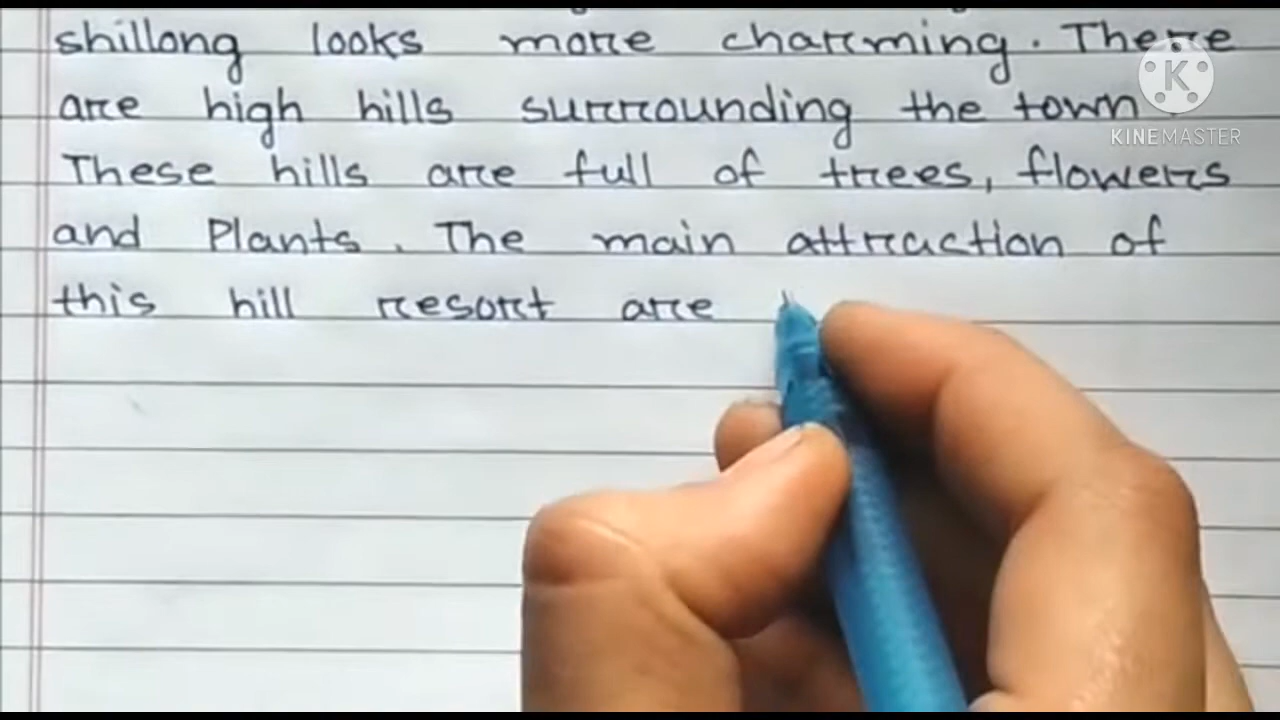 shillong looks more charming. There
are high hills surrounding the town
These hills are full of trees, flowers
and Plants. The main attraction of
this hill resort are
KINEMASTER